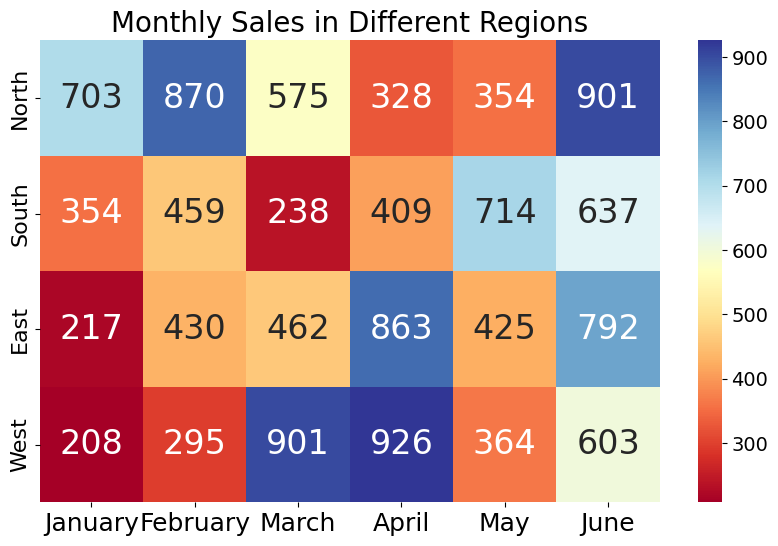 Monthly Sales in Different Regions
North 703 870 575 328 354 901
South 354 459 238 409 714 637
East 217 430 462 863 425 792
West 208 295 901 926 364 603
January February March April May June
900
800
700
600
500
400
300